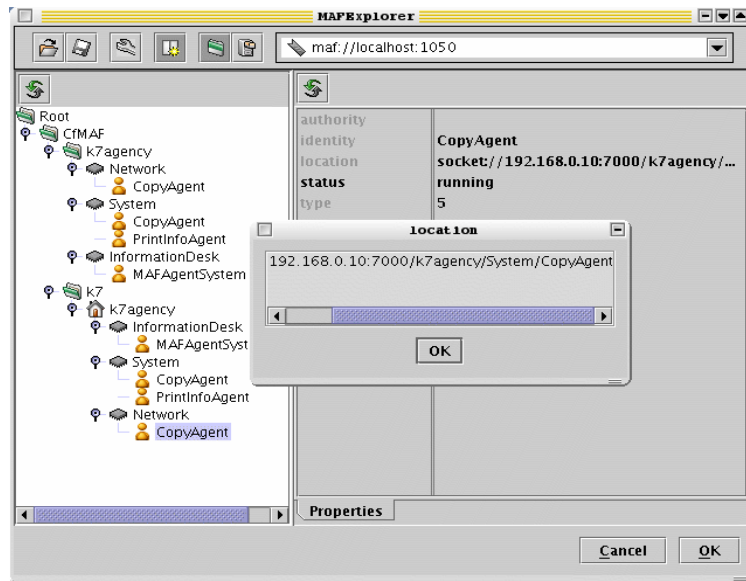 MAFExplorer
maf://localhost:1050
Root
CfMAF
k7agency
Network
CopyAgent
System
CopyAgent
PrintInfoAgent
InformationDesk
MAFAgentSystem
k7
k7agency
InformationDesk
MAFAgentSyst
System
CopyAgent
PrintInfoAgent
Network
CopyAgent
authority
identity CopyAgent
location socket://192.168.0.10:7000/k7agency/...
status running
type 5
location
192.168.0.10:7000/k7agency/System/CopyAgent
OK
Properties
Cancel OK